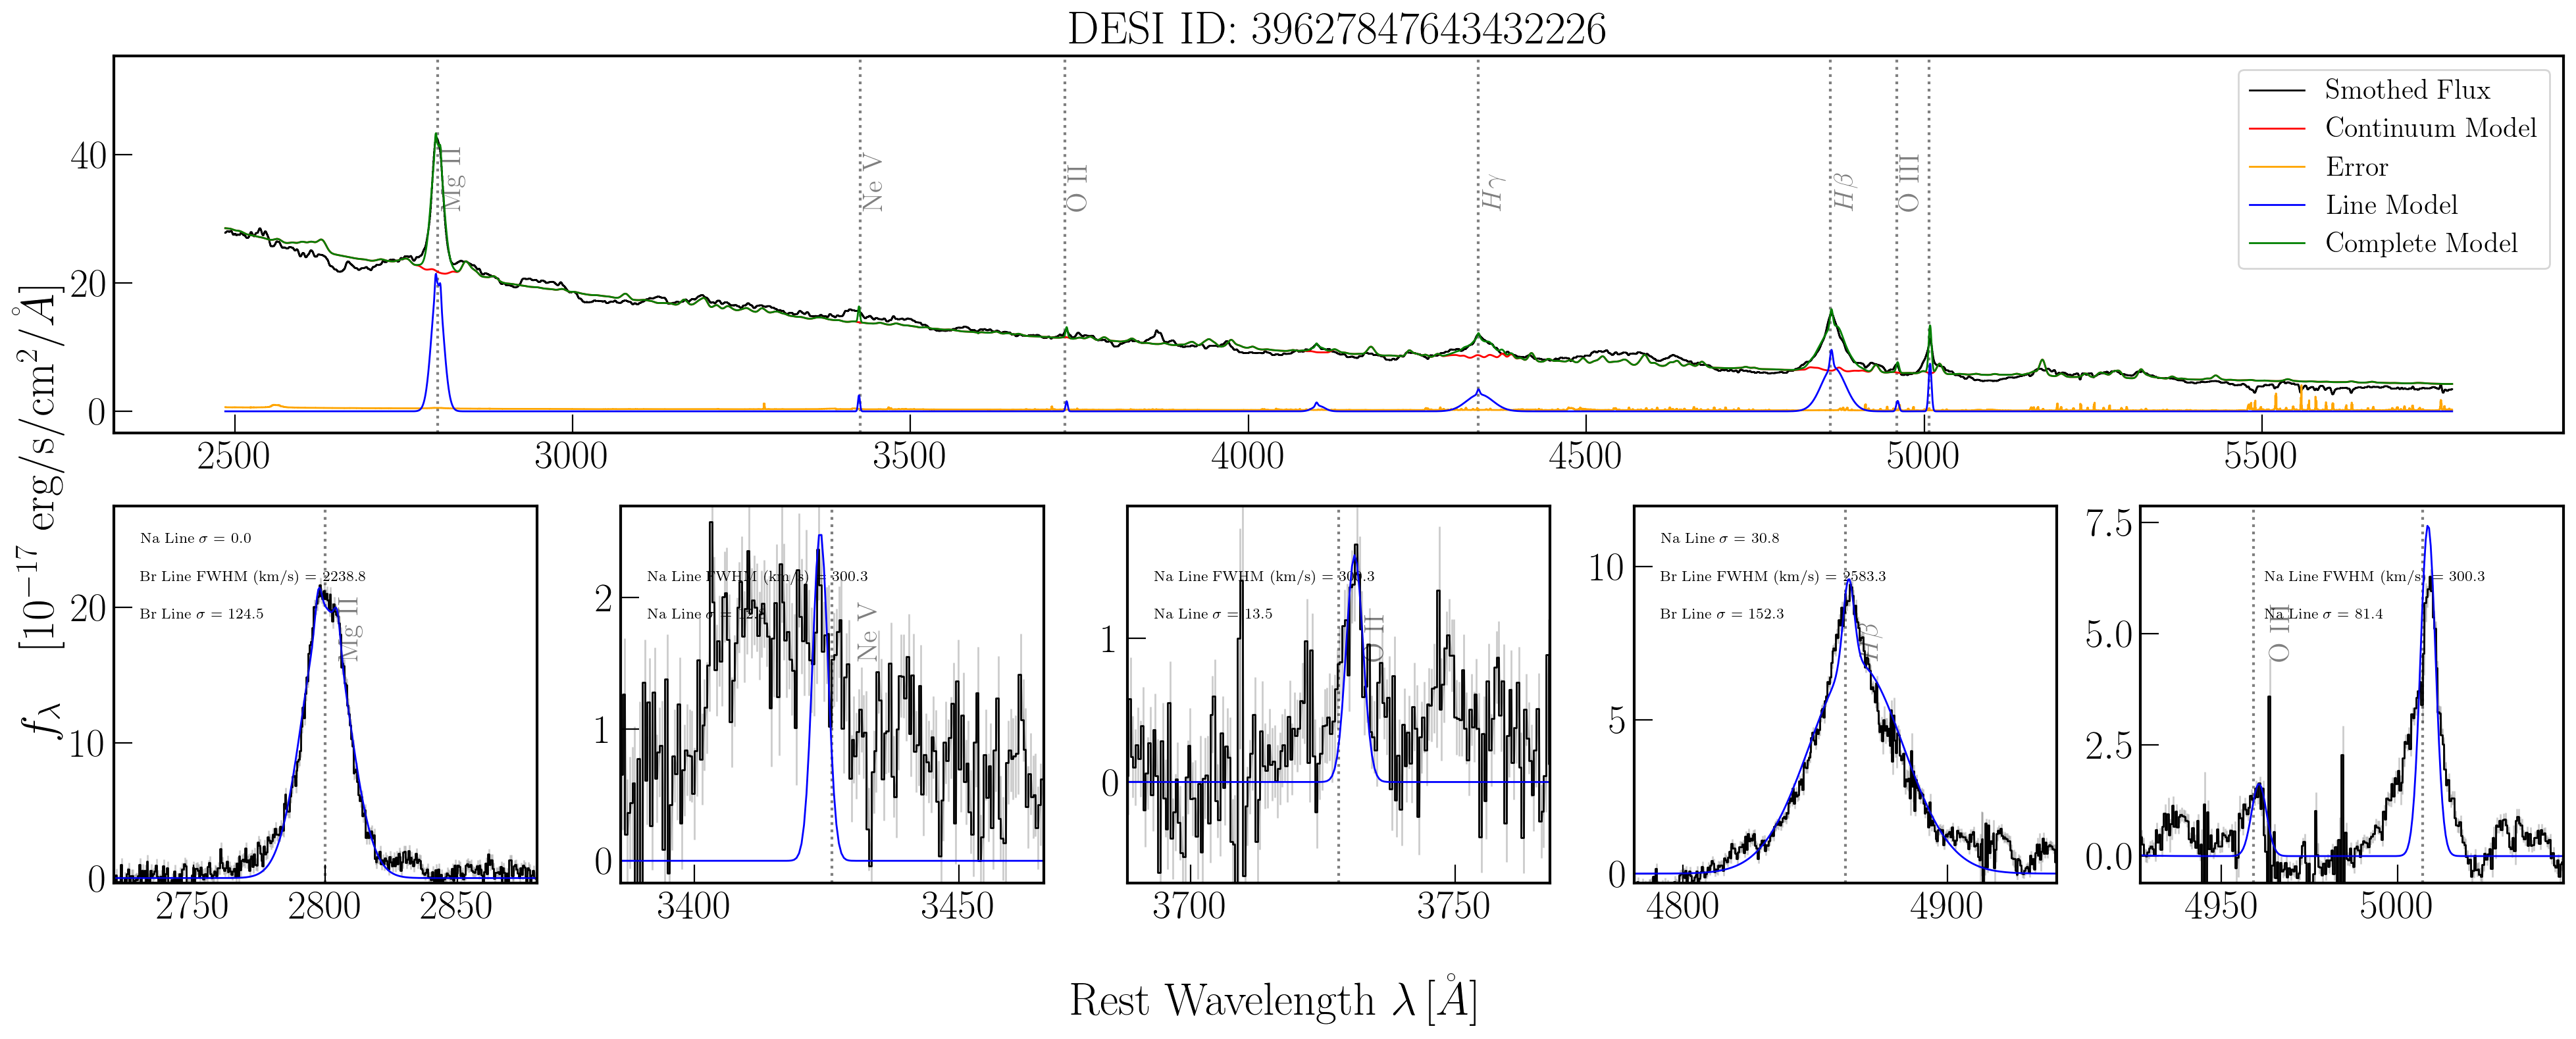 DESI ID: 39627847643432226
Smothed Flux
Continuum Model
Error
Line Model
Complete Model
Mg II
Ne V
O II
Hγ
Hβ
O III
40
20
0
2500 3000 3500 4000 4500 5000 5500
f_λ [10^{-17} erg/s/cm^2/Å]
Na Line σ = 0.0
Br Line FWHM (km/s) = 2238.8
Br Line σ = 124.5
Mg II
20
10
0
2750 2800 2850
Na Line FWHM (km/s) = 300.3
Ne V
2
1
0
3400 3450
Na Line FWHM (km/s) = 300.3
Na Line σ = 13.5
O II
1
0
3700 3750
Na Line σ = 30.8
Br Line FWHM (km/s) = 2583.3
Br Line σ = 152.3
Hβ
10
5
0
4800 4900
Na Line FWHM (km/s) = 300.3
Na Line σ = 81.4
O III
7.5
5.0
2.5
0.0
4950 5000
Rest Wavelength λ [Å]